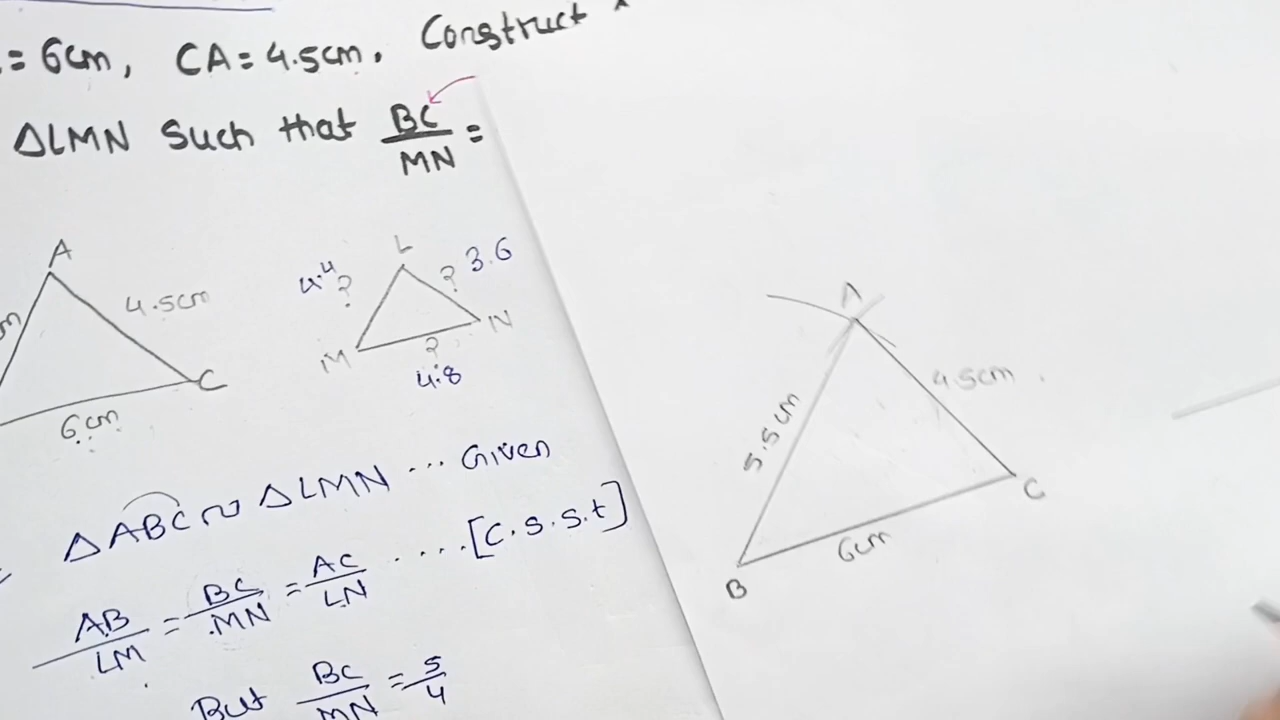 = 6cm, CA = 4.5cm. Construct
ΔLMN Such that BC/MN =
A
4.5cm
C
6cm
L
4.4
?
? 3.6
M
N
?
4.8
ΔABC ~ ΔLMN ... Given
AB/LM = BC/MN = AC/LN ....[C.S.S.t]
But BC/MN = 5/4
A
5.5cm
4.5cm
B
6cm
C